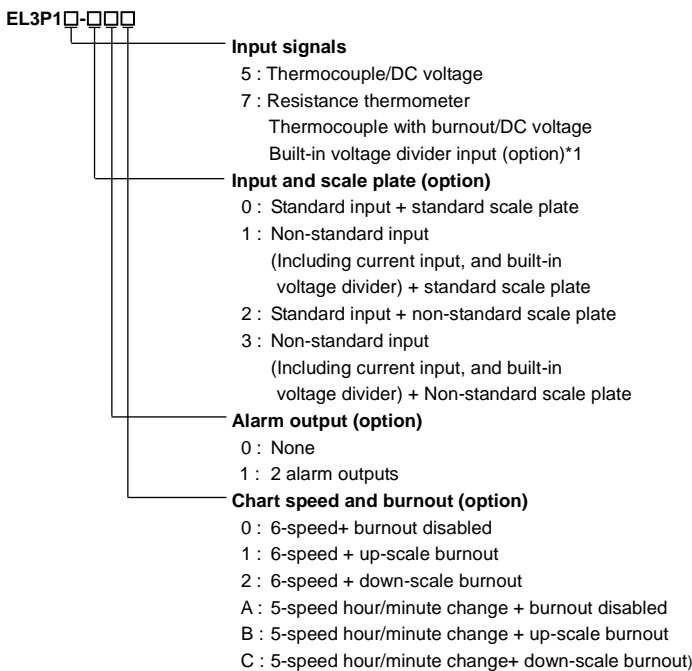 EL3P1□-□□□
Input signals
5 : Thermocouple/DC voltage
7 : Resistance thermometer
Thermocouple with burnout/DC voltage
Built-in voltage divider input (option)*1
Input and scale plate (option)
0 : Standard input + standard scale plate
1 : Non-standard input
(Including current input, and built-in
voltage divider) + standard scale plate
2 : Standard input + non-standard scale plate
3 : Non-standard input
(Including current input, and built-in
voltage divider) + Non-standard scale plate
Alarm output (option)
0 : None
1 : 2 alarm outputs
Chart speed and burnout (option)
0 : 6-speed+ burnout disabled
1 : 6-speed + up-scale burnout
2 : 6-speed + down-scale burnout
A : 5-speed hour/minute change + burnout disabled
B : 5-speed hour/minute change + up-scale burnout
C : 5-speed hour/minute change+ down-scale burnout)